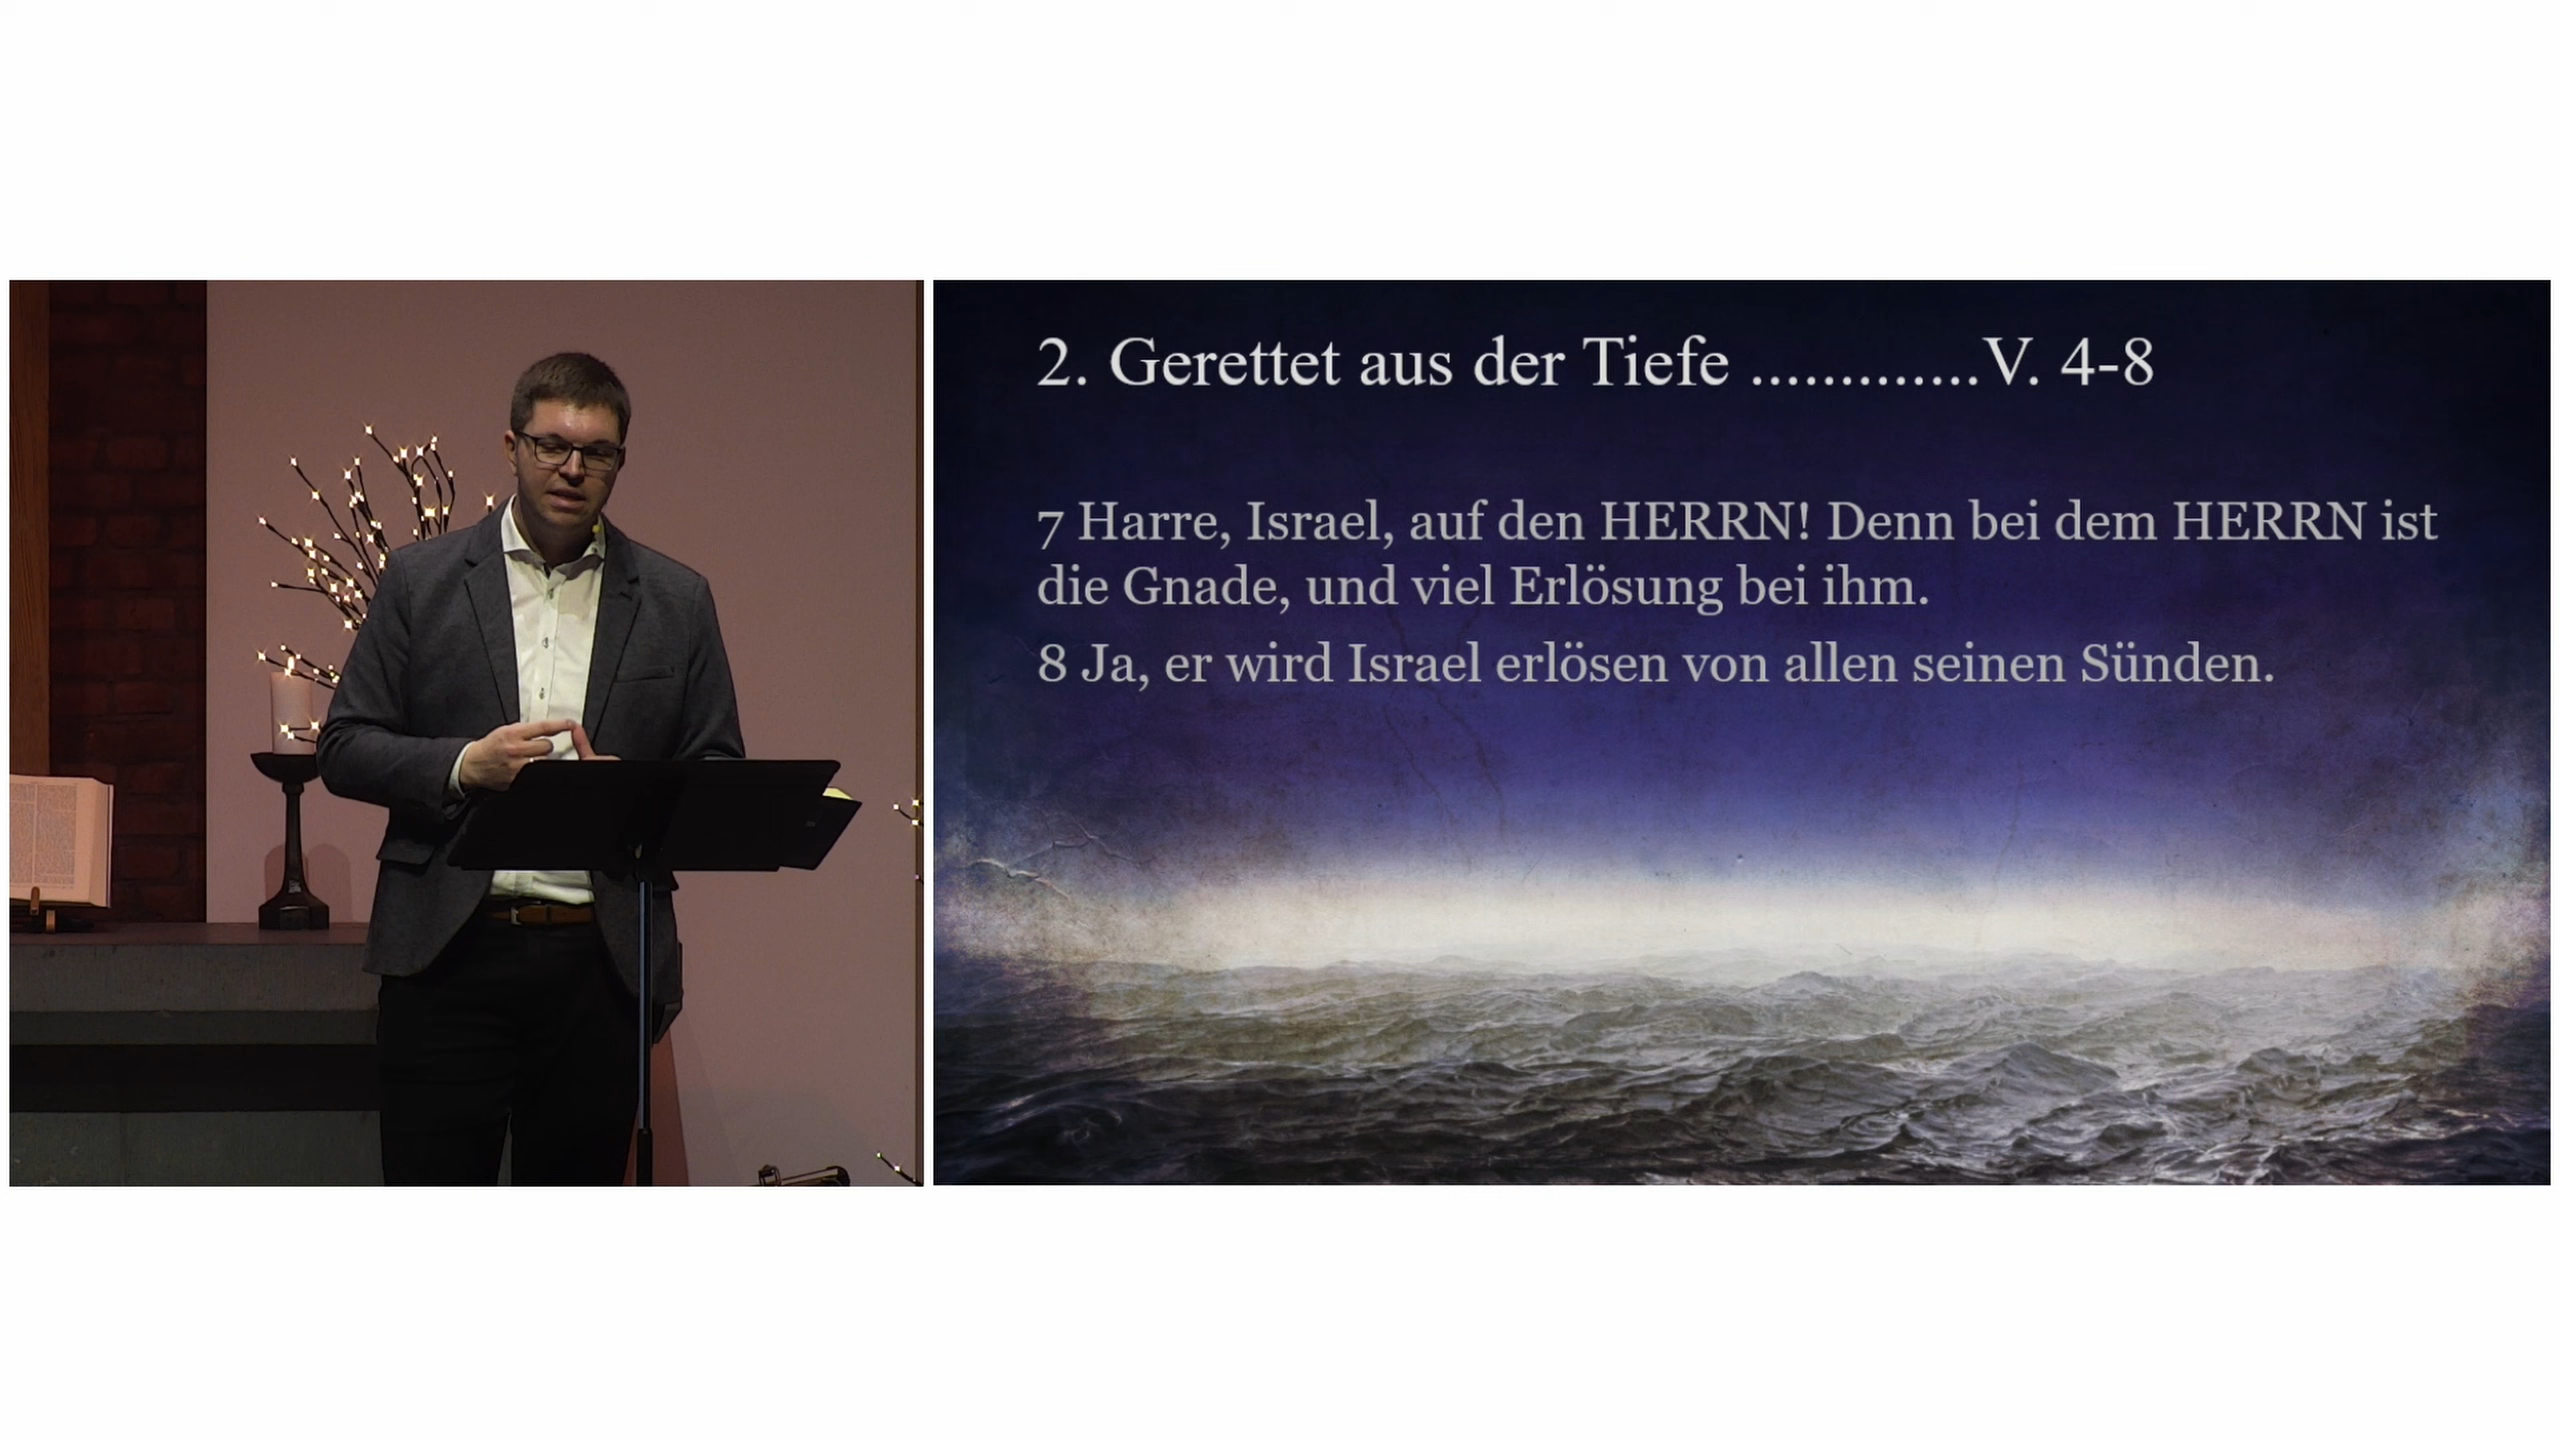 2. Gerettet aus der Tiefe .............V. 4-8
7 Harre, Israel, auf den HERRN! Denn bei dem HERRN ist
die Gnade, und viel Erlösung bei ihm.
8 Ja, er wird Israel erlösen von allen seinen Sünden.